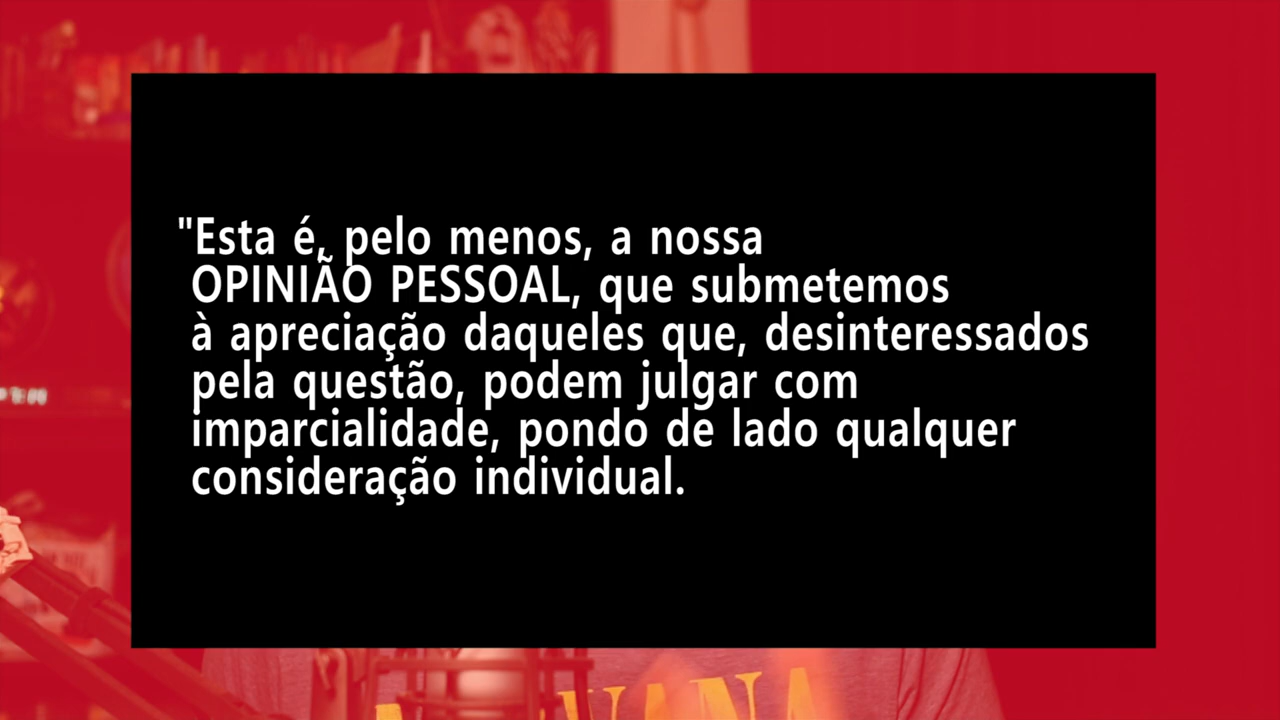 "Esta é, pelo menos, a nossa
OPINIÃO PESSOAL, que submetemos
à apreciação daqueles que, desinteressados
pela questão, podem julgar com
imparcialidade, pondo de lado qualquer
consideração individual.